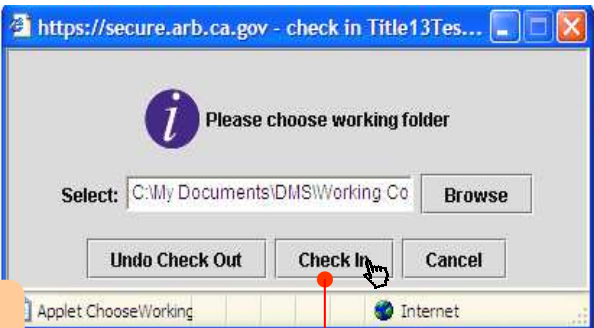 https://secure.arb.ca.gov - check in Title13Tes...
Please choose working folder
Select: C:\My Documents\DMS\Working Co Browse
Undo Check Out Check In Cancel
Applet ChooseWorking Internet